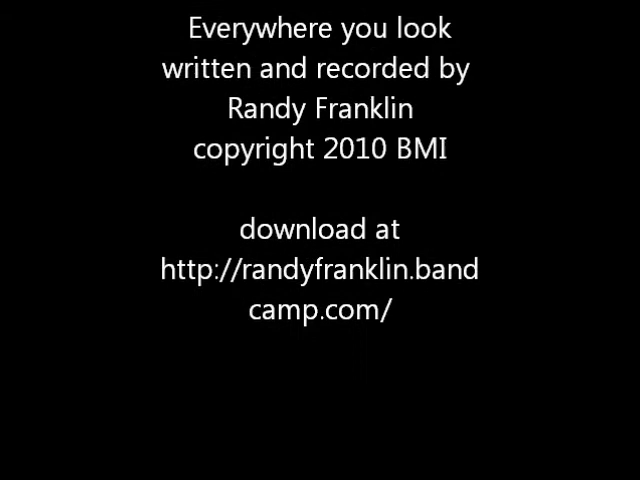 Everywhere you look
written and recorded by
Randy Franklin
copyright 2010 BMI
download at
http://randyfranklin.band
camp.com/